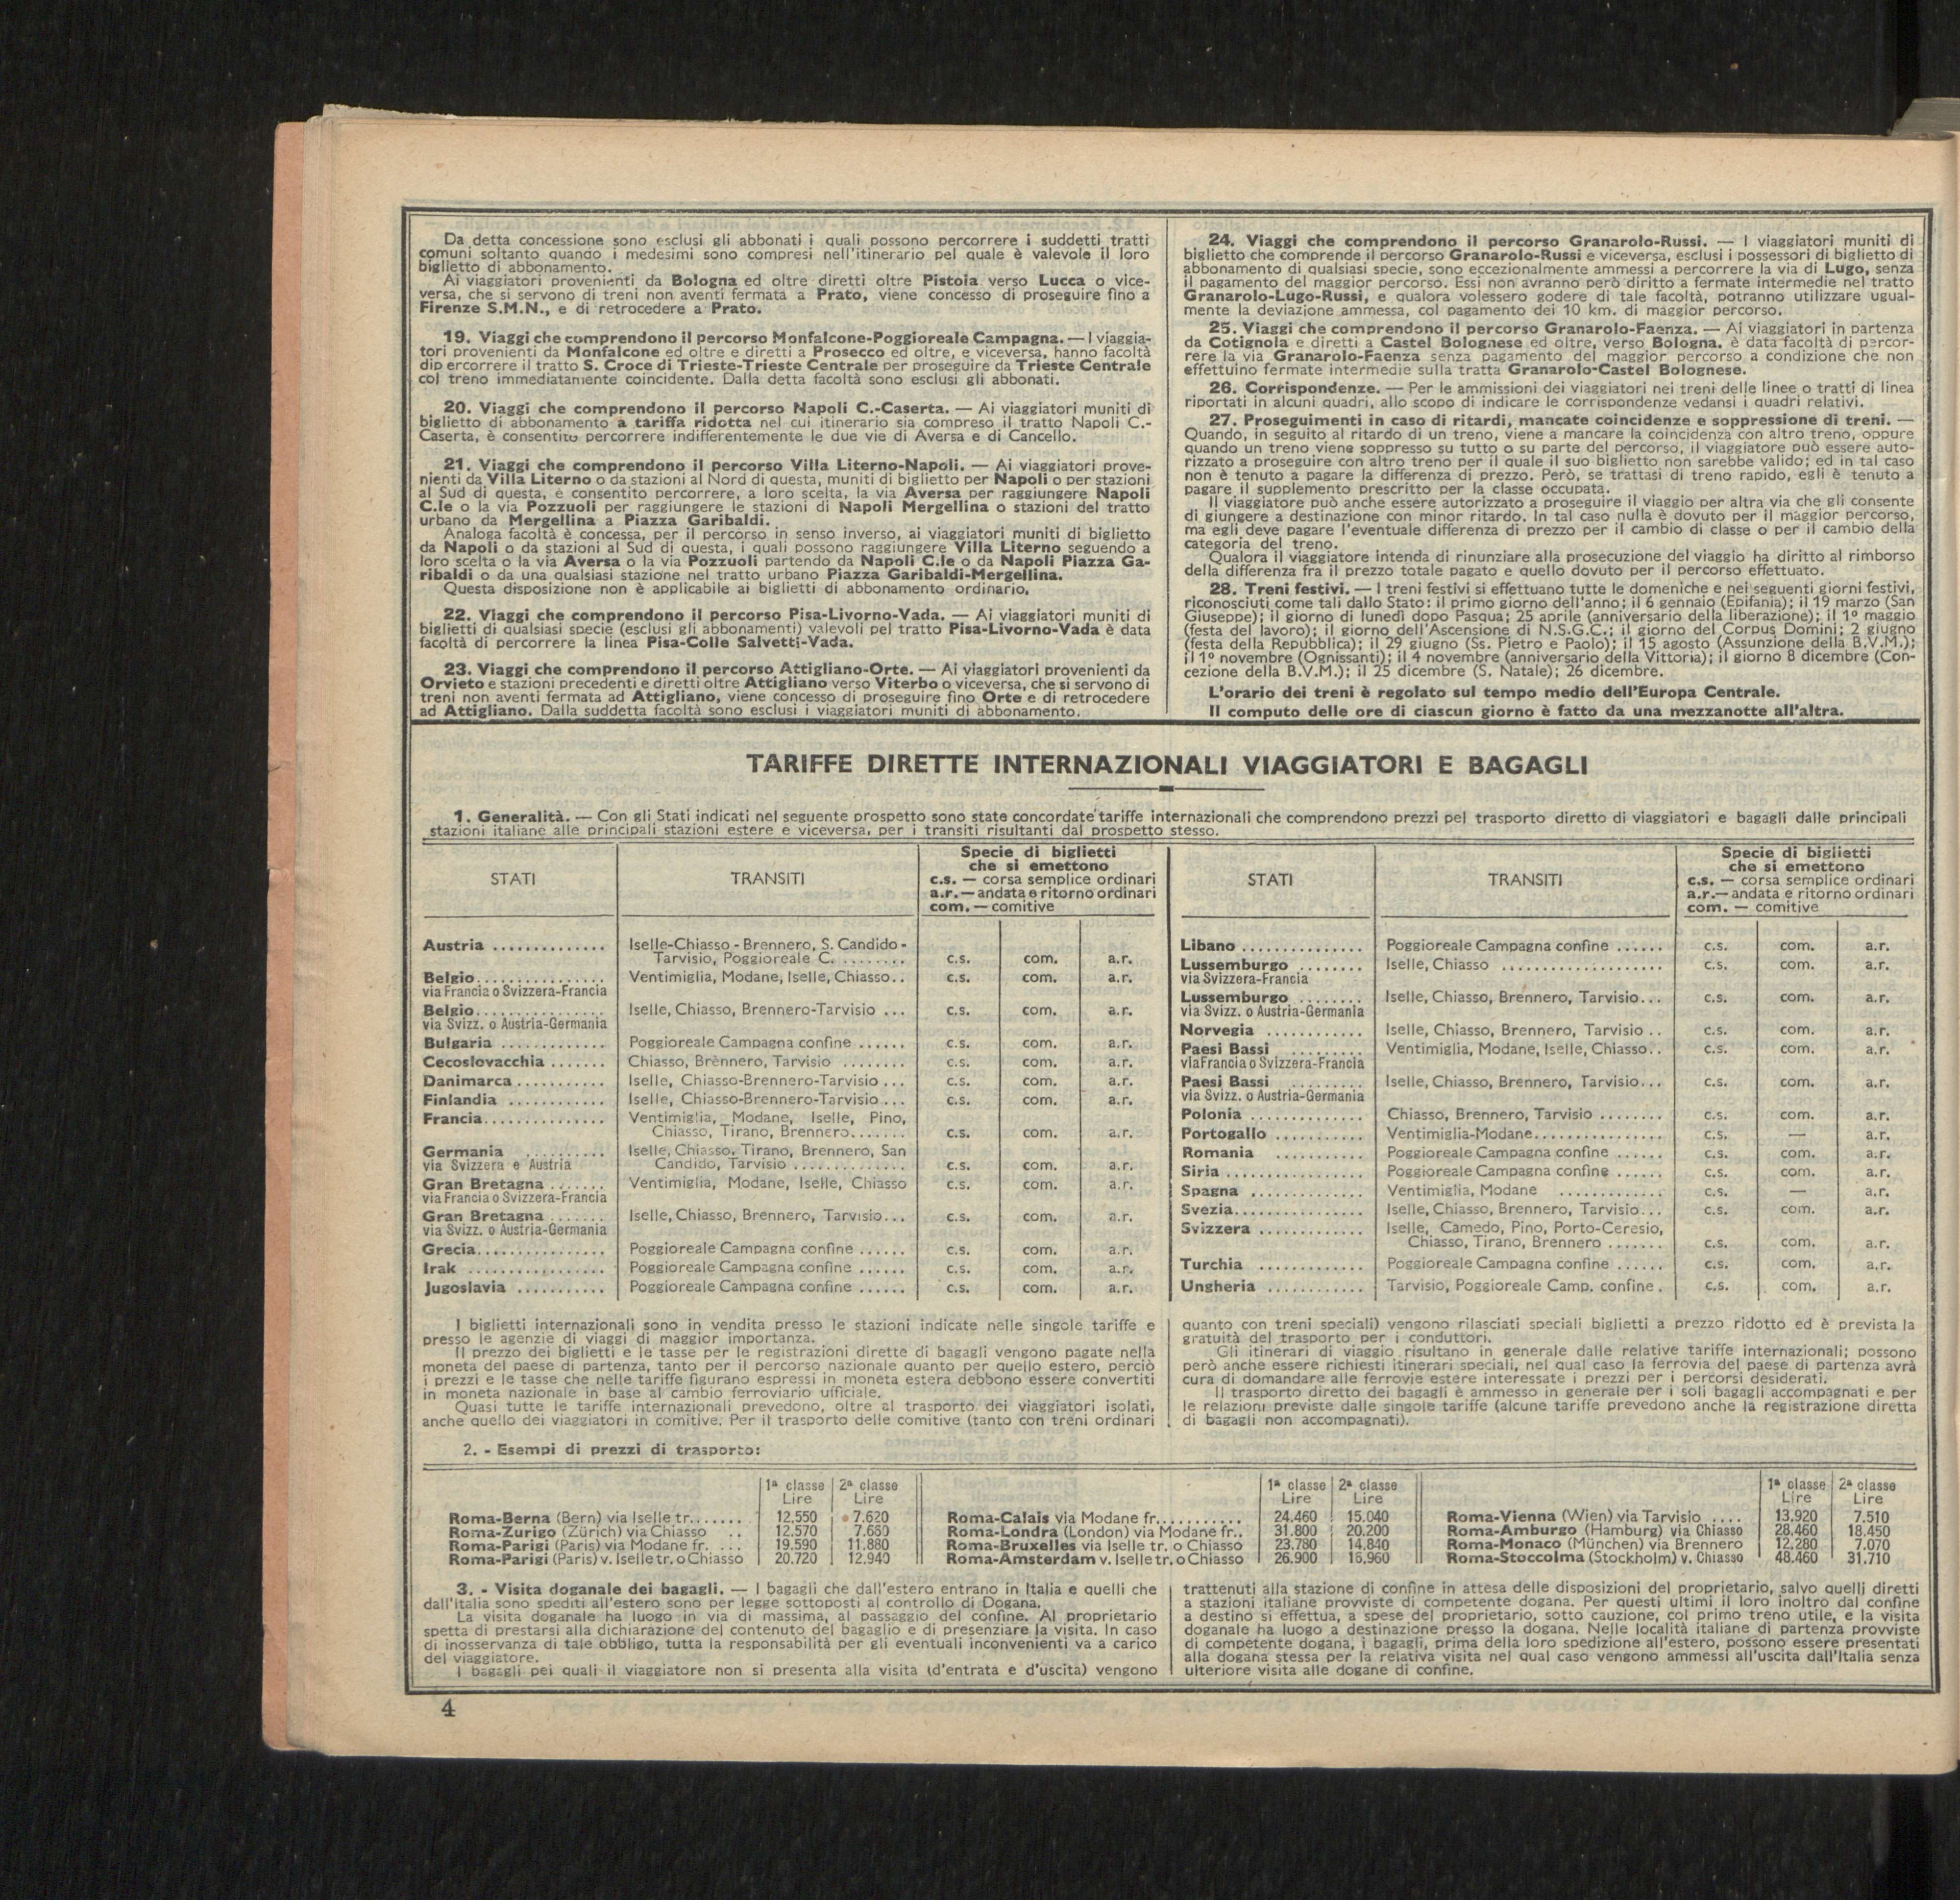 Da detta concessione sono esclusi gli abbonati i quali possono percorrere i suddetti tratti
comuni soltanto quando i medesimi sono compresi nell'itinerario pel quale è valevole il loro
biglietto di abbonamento.
Ai viaggiatori provenienti da Bologna ed oltre diretti oltre Pistoia verso Lucca o vice-
versa, che si servono di treni non aventi fermata a Prato, viene concesso di proseguire fino a
Firenze S.M.N., e di retrocedere a Prato.
19. Viaggi che comprendono il percorso Monfalcone-Poggioreale Campagna. — I viaggia-
tori provenienti da Monfalcone ed oltre e diretti a Prosecco ed oltre, e viceversa, hanno facoltà
dip ercorrere il tratto S. Croce di Trieste-Trieste Centrale per proseguire da Trieste Centrale
col treno immediatamente coincidente. Dalla detta facoltà sono esclusi gli abbonati.
20. Viaggi che comprendono il percorso Napoli C.-Caserta. — Ai viaggiatori muniti di
biglietto di abbonamento a tariffa ridotta nel cui itinerario sia compreso il tratto Napoli C.-
Caserta, è consentito percorrere indifferentemente le due vie di Aversa e di Cancello.
21. Viaggi che comprendono il percorso Villa Literno-Napoli. — Ai viaggiatori prove-
nienti da Villa Literno o da stazioni al Nord di questa, muniti di biglietto per Napoli o per stazioni
al Sud di questa, è consentito percorrere, a loro scelta, la via Aversa per raggiungere Napoli
C.le o la via Pozzuoli per raggiungere le stazioni di Napoli Mergellina o stazioni del tratto
urbano da Mergellina a Piazza Garibaldi.
Analoga facoltà è concessa, per il percorso in senso inverso, ai viaggiatori muniti di biglietto
da Napoli o da stazioni al Sud di questa, i quali possono raggiungere Villa Literno seguendo a
loro scelta o la via Aversa o la via Pozzuoli partendo da Napoli C.le o da Napoli Piazza Ga-
ribaldi o da una qualsiasi stazione nel tratto urbano Piazza Garibaldi-Mergellina.
Questa disposizione non è applicabile ai biglietti di abbonamento ordinario.
22. Viaggi che comprendono il percorso Pisa-Livorno-Vada. — Ai viaggiatori muniti di
biglietti di qualsiasi specie (esclusi gli abbonamenti) valevoli pel tratto Pisa-Livorno-Vada è data
facoltà di percorrere la linea Pisa-Colle Salvetti-Vada.
23. Viaggi che comprendono il percorso Attigliano-Orte. — Ai viaggiatori provenienti da
Orvieto e stazioni precedenti e diretti oltre Attigliano verso Viterbo o viceversa, che si servono di
treni non aventi fermata ad Attigliano, viene concesso di proseguire fino Orte e di retrocedere
ad Attigliano. Dalla suddetta facoltà sono esclusi i viaggiatori muniti di abbonamento.
24. Viaggi che comprendono il percorso Granarolo-Russi. — I viaggiatori muniti di
biglietto che comprende il percorso Granarolo-Russi e viceversa, esclusi i possessori di biglietto di
abbonamento di qualsiasi specie, sono eccezionalmente ammessi a percorrere la via di Lugo, senza
il pagamento del maggior percorso. Essi non avranno però diritto a fermate intermedie nel tratto
Granarolo-Lugo-Russi, e qualora volessero godere di tale facoltà, potranno utilizzare ugual-
mente la deviazione ammessa, col pagamento dei 10 km. di maggior percorso.
25. Viaggi che comprendono il percorso Granarolo-Faenza. — Ai viaggiatori in partenza
da Cotignola e diretti a Castel Bolognese ed oltre, verso Bologna, è data facoltà di percor-
rere la via Granarolo-Faenza senza pagamento del maggior percorso a condizione che non
effettuino fermate intermedie sulla tratta Granarolo-Castel Bolognese.
26. Corrispondenze. — Per le ammissioni dei viaggiatori nei treni delle linee o tratti di linea
riportati in alcuni quadri, allo scopo di indicare le corrispondenze vedansi i quadri relativi.
27. Proseguimenti in caso di ritardi, mancate coincidenze e soppressione di treni. —
Quando, in seguito al ritardo di un treno, viene a mancare la coincidenza con altro treno, oppure
quando un treno viene soppresso su tutto o su parte del percorso, il viaggiatore può essere auto-
rizzato a proseguire con altro treno per il quale il suo biglietto non sarebbe valido; ed in tal caso
non è tenuto a pagare la differenza di prezzo. Però, se trattasi di treno rapido, egli è tenuto a
pagare il supplemento prescritto per la classe occupata.
Il viaggiatore può anche essere autorizzato a proseguire il viaggio per altra via che gli consente
di giungere a destinazione con minor ritardo. In tal caso nulla è dovuto per il maggior percorso,
ma egli deve pagare l'eventuale differenza di prezzo per il cambio di classe o per il cambio della
categoria del treno.
Qualora il viaggiatore intenda di rinunziare alla prosecuzione del viaggio ha diritto al rimborso
della differenza fra il prezzo totale pagato e quello dovuto per il percorso effettuato.
28. Treni festivi. — I treni festivi si effettuano tutte le domeniche e nei seguenti giorni festivi,
riconosciuti come tali dallo Stato: il primo giorno dell'anno; il 6 gennaio (Epifania); il 19 marzo (San
Giuseppe); il giorno di lunedì dopo Pasqua; 25 aprile (anniversario della liberazione); il 1º maggio
(festa del lavoro); il giorno dell'Ascensione di N.S.G.C.; il giorno del Corpus Domini; 2 giugno
(festa della Repubblica); il 29 giugno (Ss. Pietro e Paolo); il 15 agosto (Assunzione della B.V.M.);
il 1º novembre (Ognissanti); il 4 novembre (anniversario della Vittoria); il giorno 8 dicembre (Con-
cezione della B.V.M.); il 25 dicembre (S. Natale); 26 dicembre.
L'orario dei treni è regolato sul tempo medio dell'Europa Centrale.
Il computo delle ore di ciascun giorno è fatto da una mezzanotte all'altra.
TARIFFE DIRETTE INTERNAZIONALI VIAGGIATORI E BAGAGLI
1. Generalità. — Con gli Stati indicati nel seguente prospetto sono state concordate tariffe internazionali che comprendono prezzi pel trasporto diretto di viaggiatori e bagagli dalle principali
stazioni italiane alle principali stazioni estere e viceversa, per i transiti risultanti dal prospetto stesso.
STATI TRANSITI Specie di biglietti
che si emettono
c.s. — corsa semplice ordinari
a.r. — andata e ritorno ordinari
com. — comitive
Austria .............. Iselle-Chiasso - Brennero, S. Candido -
Tarvisio, Poggioreale C. ........ c.s. com. a.r.
Belgio................ Ventimiglia, Modane, Iselle, Chiasso.. c.s. com. a.r.
via Francia o Svizzera-Francia
Belgio................ Iselle, Chiasso, Brennero-Tarvisio ... c.s. com. a.r.
via Svizz. o Austria-Germania
Bulgaria ............. Poggioreale Campagna confine ...... c.s. com. a.r.
Cecoslovacchia ....... Chiasso, Brènnero, Tarvisio ........ c.s. com. a.r.
Danimarca ........... Iselle, Chiasso-Brennero-Tarvisio ... c.s. com. a.r.
Finlandia ............ Iselle, Chiasso-Brennero-Tarvisio ... c.s. com. a.r.
Francia............... Ventimiglia, Modane, Iselle, Pino,
Chiasso, Tirano, Brennero....... c.s. com. a.r.
Germania .......... Iselle, Chiasso, Tirano, Brennero, San
via Svizzera e Austria Candido, Tarvisio .............. c.s. com. a.r.
Gran Bretagna ....... Ventimiglia, Modane, Iselle, Chiasso c.s. com. a.r.
via Francia o Svizzera-Francia
Gran Bretagna ....... Iselle, Chiasso, Brennero, Tarvisio... c.s. com. a.r.
via Svizz. o Austria-Germania
Grecia................ Poggioreale Campagna confine ...... c.s. com. a.r.
Irak ................. Poggioreale Campagna confine ...... c.s. com. a.r.
Jugoslavia ........... Poggioreale Campagna confine ...... c.s. com. a.r.
STATI TRANSITI Specie di biglietti
che si emettono
c.s. — corsa semplice ordinari
a.r. — andata e ritorno ordinari
com. — comitive
Libano ............... Poggioreale Campagna confine ...... c.s. com. a.r.
Lussemburgo ........ Iselle, Chiasso .................... c.s. com. a.r.
via Svizzera-Francia
Lussemburgo ........ Iselle, Chiasso, Brennero, Tarvisio... c.s. com. a.r.
via Svizz. o Austria-Germania
Norvegia ............ Iselle, Chiasso, Brennero, Tarvisio .. c.s. com. a.r.
Paesi Bassi ......... Ventimiglia, Modane, Iselle, Chiasso.. c.s. com. a.r.
via Francia o Svizzera-Francia
Paesi Bassi ......... Iselle, Chiasso, Brennero, Tarvisio... c.s. com. a.r.
via Svizz. o Austria-Germania
Polonia .............. Chiasso, Brennero, Tarvisio ........ c.s. com. a.r.
Portogallo ........... Ventimiglia-Modane............... c.s. — a.r.
Romania ........... Poggioreale Campagna confine ...... c.s. com. a.r.
Siria................. Poggioreale Campagna confine ...... c.s. com. a.r.
Spagna .............. Ventimiglia, Modane ............ c.s. — a.r.
Svezia................ Iselle, Chiasso, Brennero, Tarvisio... c.s. com. a.r.
Svizzera ............. Iselle, Camedo, Pino, Porto-Ceresio,
Chiasso, Tirano, Brennero ....... c.s. com. a.r.
Turchia ............. Poggioreale Campagna confine ...... c.s. com. a.r.
Ungheria ............ Tarvisio, Poggioreale Camp. confine . c.s. com. a.r.
I biglietti internazionali sono in vendita presso le stazioni indicate nelle singole tariffe e
presso le agenzie di viaggi di maggior importanza.
Il prezzo dei biglietti e le tasse per le registrazioni dirette di bagagli vengono pagate nella
moneta del paese di partenza, tanto per il percorso nazionale quanto per quello estero, perciò
i prezzi e le tasse che nelle tariffe figurano espressi in moneta estera debbono essere convertiti
in moneta nazionale in base al cambio ferroviario ufficiale.
Quasi tutte le tariffe internazionali prevedono, oltre al trasporto dei viaggiatori isolati,
anche quello dei viaggiatori in comitive. Per il trasporto delle comitive (tanto con treni ordinari
quanto con treni speciali) vengono rilasciati speciali biglietti a prezzo ridotto ed è prevista la
gratuità del trasporto per i conduttori.
Gli itinerari di viaggio risultano in generale dalle relative tariffe internazionali; possono
però anche essere richiesti itinerari speciali, nel qual caso la ferrovia del paese di partenza avrà
cura di domandare alle ferrovie estere interessate i prezzi per i percorsi desiderati.
Il trasporto diretto dei bagagli è ammesso in generale per i soli bagagli accompagnati e per
le relazioni previste dalle singole tariffe (alcune tariffe prevedono anche la registrazione diretta
di bagagli non accompagnati).
2. - Esempi di prezzi di trasporto:
1ª classe 2ª classe
Lire Lire
Roma-Berna (Bern) via Iselle tr....... 12.550 7.620
Roma-Zurigo (Zürich) via Chiasso .. 12.570 7.660
Roma-Parigi (Paris) via Modane fr. ... 19.590 11.880
Roma-Parigi (Paris) v. Iselle tr. o Chiasso 20.720 12.940
1ª classe 2ª classe
Lire Lire
Roma-Calais via Modane fr........... 24.460 15.040
Roma-Londra (London) via Modane fr.. 31.800 20.200
Roma-Bruxelles via Iselle tr. o Chiasso 23.780 14.840
Roma-Amsterdam v. Iselle tr. o Chiasso 26.900 16.960
1ª classe 2ª classe
Lire Lire
Roma-Vienna (Wien) via Tarvisio .... 13.920 7.510
Roma-Amburgo (Hamburg) via Chiasso 28.460 18.450
Roma-Monaco (München) via Brennero 12.280 7.070
Roma-Stoccolma (Stockholm) v. Chiasso 48.460 31.710
3. - Visita doganale dei bagagli. — I bagagli che dall'estero entrano in Italia e quelli che
dall'Italia sono spediti all'estero sono per legge sottoposti al controllo di Dogana.
La visita doganale ha luogo in via di massima, al passaggio del confine. Al proprietario
spetta di prestarsi alla dichiarazione del contenuto del bagaglio e di presenziare la visita. In caso
di inosservanza di tale obbligo, tutta la responsabilità per gli eventuali inconvenienti va a carico
del viaggiatore.
I bagagli pei quali il viaggiatore non si presenta alla visita (d'entrata e d'uscita) vengono
trattenuti alla stazione di confine in attesa delle disposizioni del proprietario, salvo quelli diretti
a stazioni italiane provviste di competente dogana. Per questi ultimi il loro inoltro dal confine
a destino si effettua, a spese del proprietario, sotto cauzione, col primo treno utile, e la visita
doganale ha luogo a destinazione presso la dogana. Nelle località italiane di partenza provviste
di competente dogana, i bagagli, prima della loro spedizione all'estero, possono essere presentati
alla dogana stessa per la relativa visita nel qual caso vengono ammessi all'uscita dall'Italia senza
ulteriore visita alle dogane di confine.
4